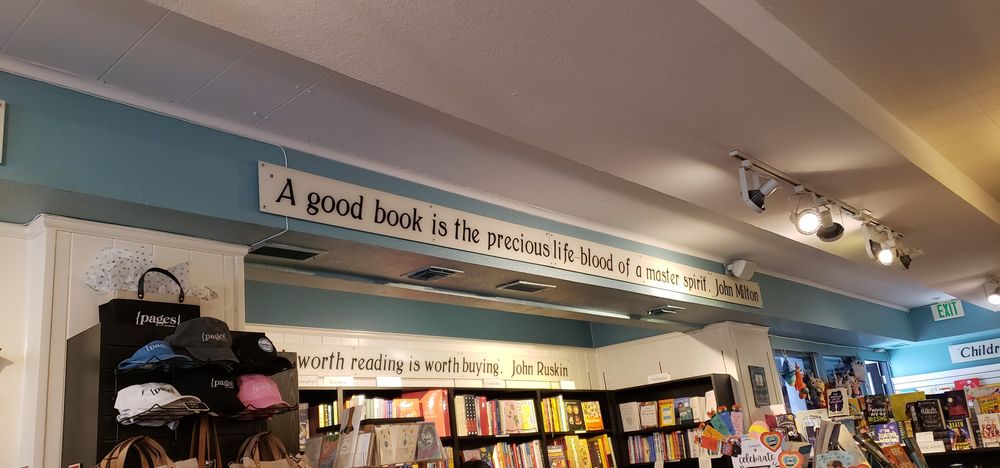 "A good book is the precious life-blood of a master spirit." John Milton
worth reading is worth buying. John Ruskin
{pages}
{pages}
EXIT
Childr
celebrate